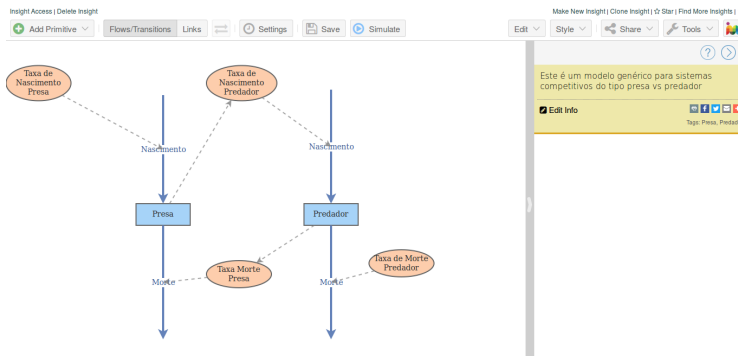 Insight Access | Delete Insight
Make New Insight | Clone Insight | ☆ Star | Find More Insights |
Add Primitive
Flows/Transitions
Links
Settings
Save
Simulate
Edit
Style
Share
Tools
Este é um modelo genérico para sistemas
competitivos do tipo presa vs predador
Edit Info
Tags: Presa, Predad
Taxa de
Nascimento
Presa
Taxa de
Nascimento
Predador
Nascimento
Nascimento
Presa
Predador
Taxa Morte
Presa
Taxa de Morte
Predador
Morte
Morte